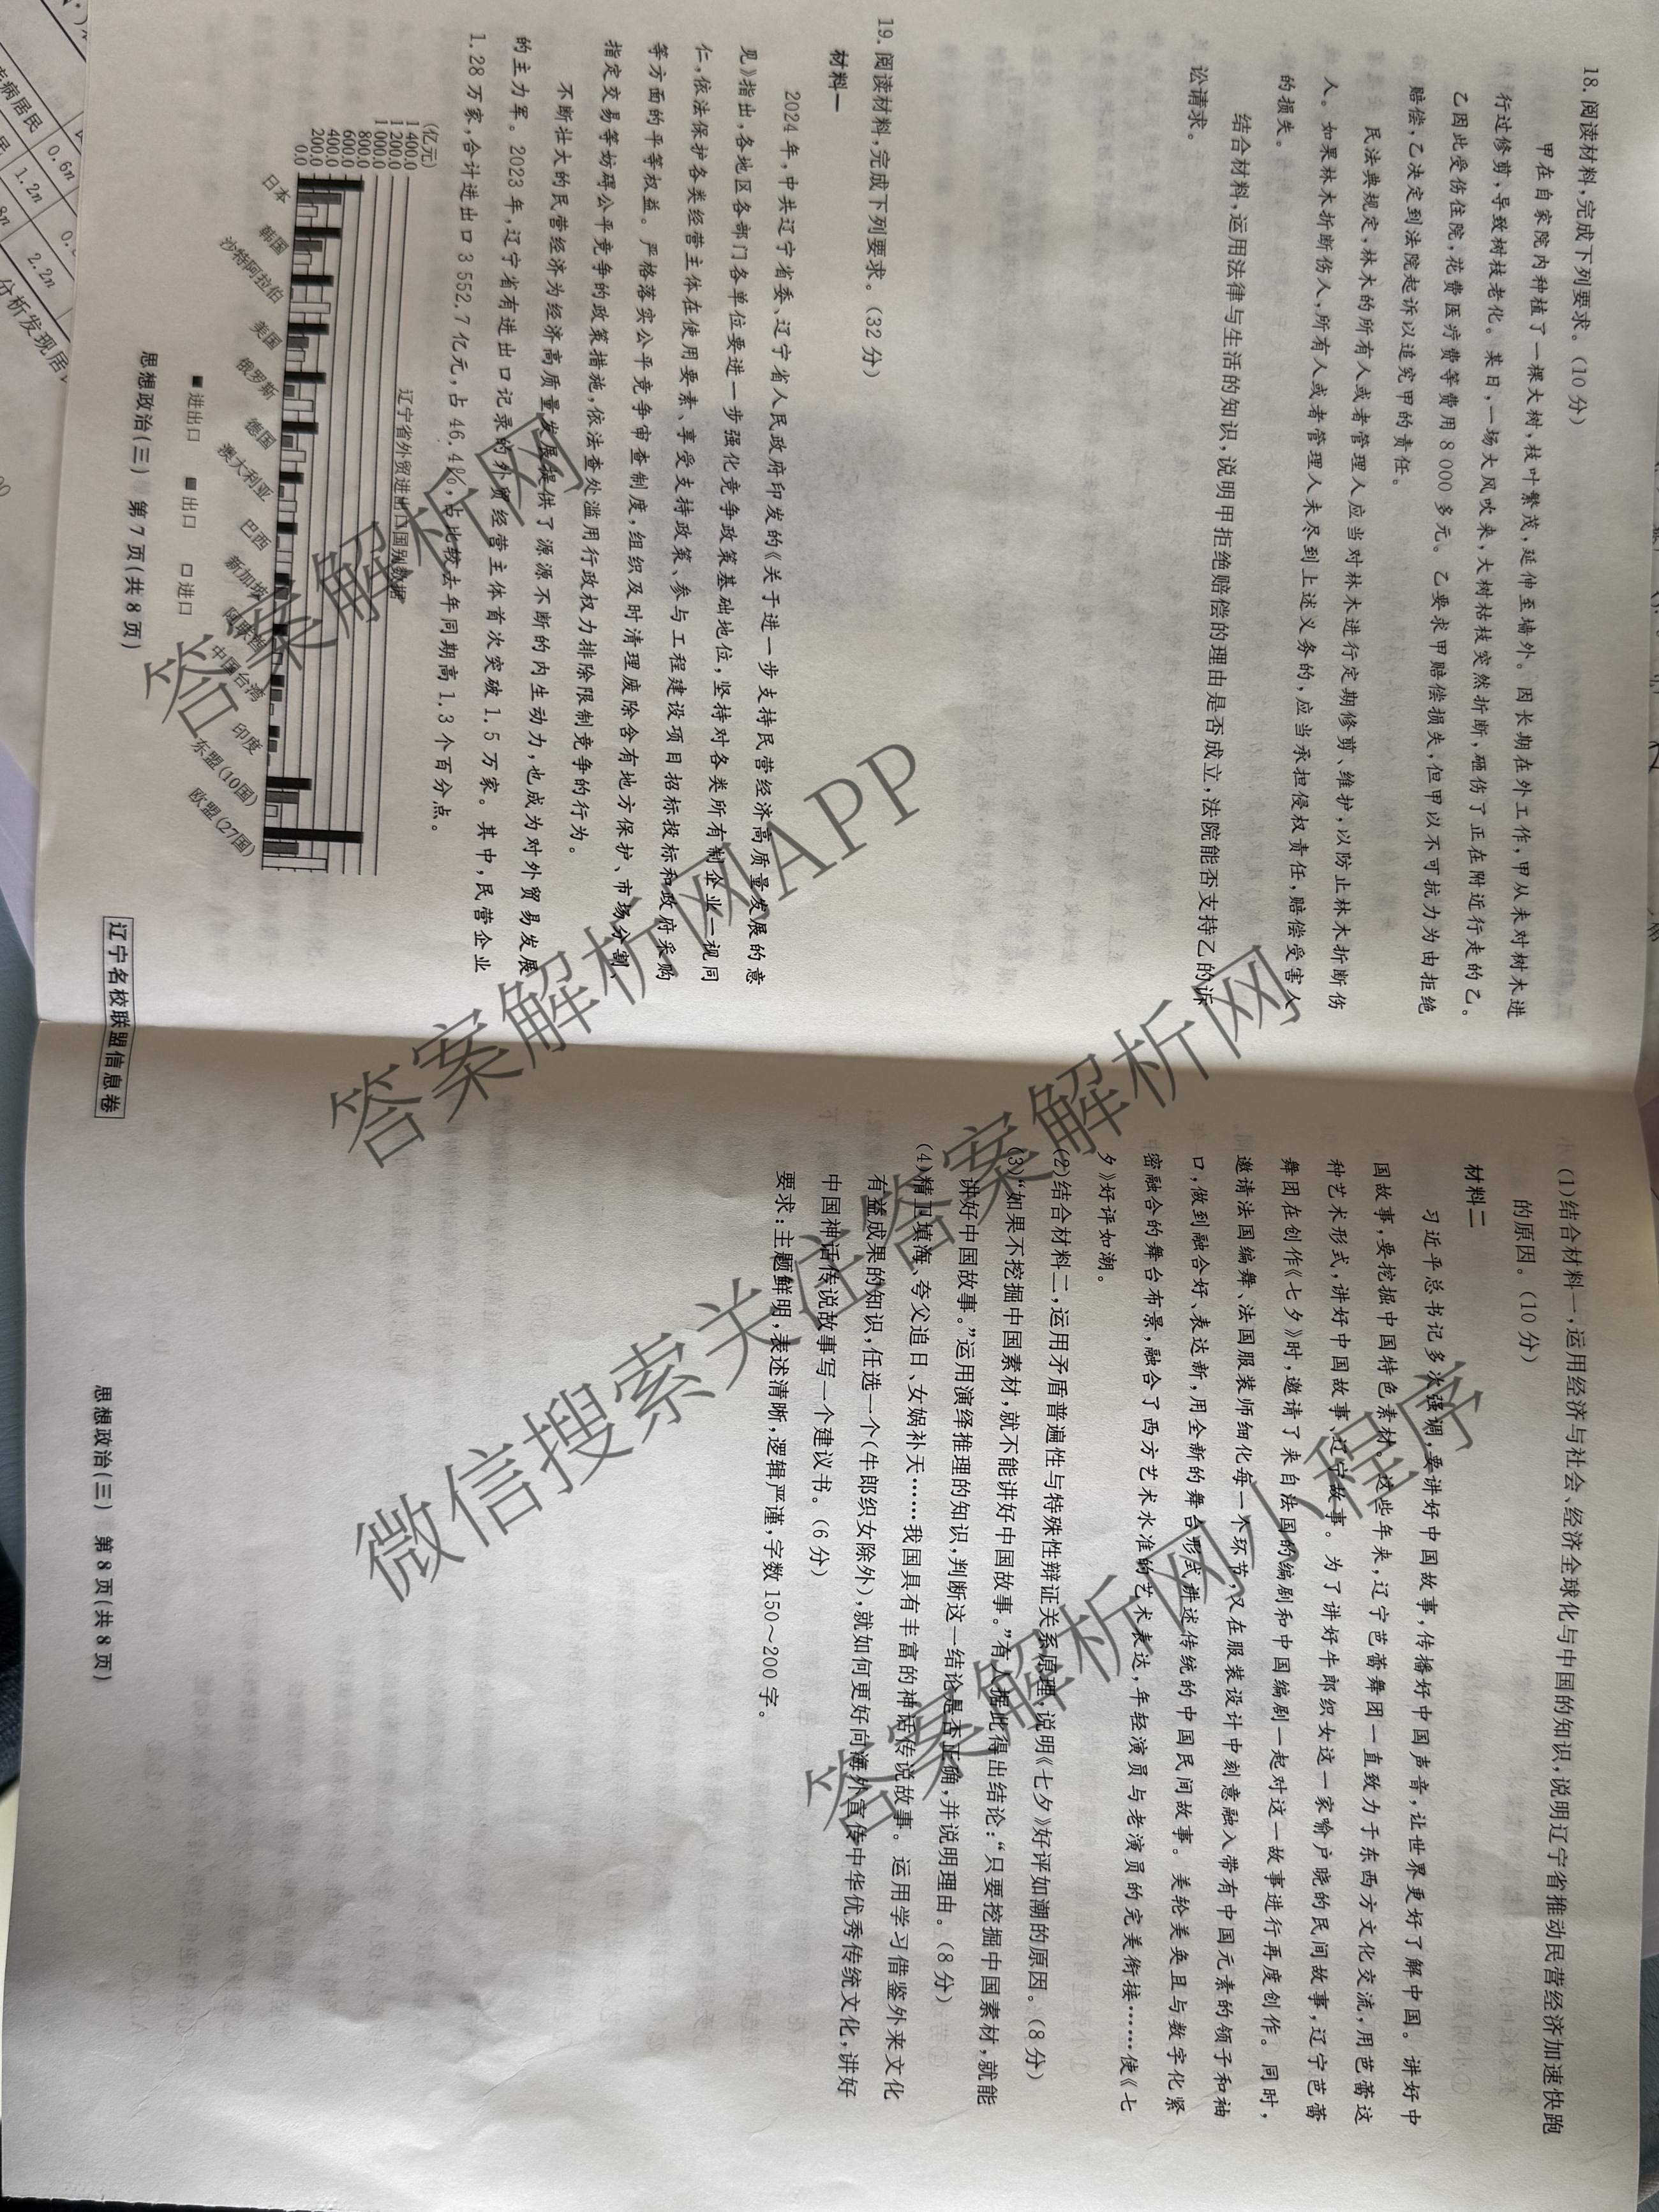 18. 阅读材料,完成下列要求。(10分)
甲在自家院内种植了一棵大树,枝叶繁茂,延伸至墙外。因长期在外工作,甲从未对树木进
行过修剪,导致树枝老化。某日,一场大风吹来,大树枯枝突然折断,砸伤了正在附近行走的乙。
乙因此受伤住院,花费医疗费等费用8 000多元。乙要求甲赔偿损失,但甲以不可抗力为由拒绝
赔偿,乙决定到法院起诉以追究甲的责任。
民法典规定,林木的所有人或者管理人应当对林木进行定期修剪、维护,以防止林木折断伤
人。如果林木折断伤人,所有人或者管理人未尽到上述义务的,应当承担侵权责任,赔偿受害人
的损失。
结合材料,运用法律与生活的知识,说明甲拒绝赔偿的理由是否成立,法院能否支持乙的诉
讼请求。
19. 阅读材料,完成下列要求。(32分)
材料一
2024年,中共辽宁省委、辽宁省人民政府印发的《关于进一步支持民营经济高质量发展的意
见》指出,各地区各部门各单位要进一步强化竞争政策基础地位,坚持对各类所有制企业一视同
仁,依法保护各类经营主体在使用要素、享受支持政策、参与工程建设项目招标投标和政府采购
等方面的平等权益。严格落实公平竞争审查制度,组织及时清理废除含有地方保护、市场分割、
指定交易等妨碍公平竞争的政策措施,依法查处滥用行政权力排除限制竞争的行为。
不断壮大的民营经济为经济高质量发展提供了源源不断的内生动力,也成为对外贸易发展
的主力军。2023年,辽宁省有进出口记录的外贸经营主体首次突破1.5万家。其中,民营企业
1.28万家,合计进出口3 552.7亿元,占46.4%,占比较去年同期高1.3个百分点。
辽宁省外贸进出口国别数据
(亿元)
1 400.0
1 200.0
1 000.0
800.0
600.0
400.0
200.0
0.0
日本
韩国
沙特阿拉伯
美国
俄罗斯
德国
澳大利亚
巴西
新加坡
阿联酋
中国台湾
印度
东盟(10国)
欧盟(27国)
■进出口 ■出口 □进口
思想政治(三) 第7页(共8页)
辽宁名校联盟信息卷
(1)结合材料一,运用经济与社会、经济全球化与中国的知识,说明辽宁省推动民营经济加速快跑
的原因。(10分)
材料二
习近平总书记多次强调,要讲好中国故事,传播好中国声音,让世界更好了解中国。讲好中
国故事,要挖掘中国特色素材。这些年来,辽宁芭蕾舞团一直致力于东西方文化交流,用芭蕾这
种艺术形式,讲好中国故事、辽宁故事。为了讲好牛郎织女这一家喻户晓的民间故事,辽宁芭蕾
舞团在创作《七夕》时,邀请了来自法国的编剧和中国编剧一起对这一故事进行再度创作。同时,
邀请法国编舞、法国服装师细化每一个环节,又在服装设计中刻意融入带有中国元素的领子和袖
口,做到融合好、表达新,用全新的舞台形式讲述传统的中国民间故事。美轮美奂且与数字化紧
密融合的舞台布景,融合了西方艺术水准的艺术表达,年轻演员与老演员的完美衔接……使《七
夕》好评如潮。
(2)结合材料二,运用矛盾普遍性与特殊性辩证关系原理,说明《七夕》好评如潮的原因。(8分)
(3)“如果不挖掘中国素材,就不能讲好中国故事。”有人据此得出结论:“只要挖掘中国素材,就能
讲好中国故事。”运用演绎推理的知识,判断这一结论是否正确,并说明理由。(8分)
(4)精卫填海、夸父追日、女娲补天……我国具有丰富的神话传说故事。运用学习借鉴外来文化
有益成果的知识,任选一个(牛郎织女除外),就如何更好向海外宣传中华优秀传统文化,讲好
中国神话传说故事写一个建议书。(6分)
要求:主题鲜明,表述清晰,逻辑严谨,字数150～200字。
思想政治(三) 第8页(共8页)
病居民 0.6n
1.2n
2.2n
分析发现居
答案解析网
答案解析网APP
答案解析网
微信搜索关注答案解析网
答案解析网小程序